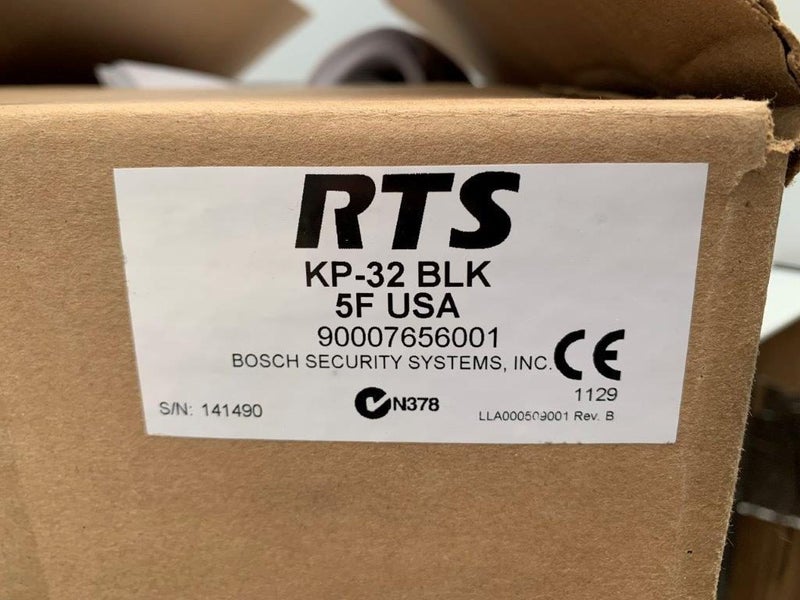 RTS
KP-32 BLK
5F USA
90007656001
BOSCH SECURITY SYSTEMS, INC.
CE
1129
S/N: 141490
N378
LLA000509001 Rev. B